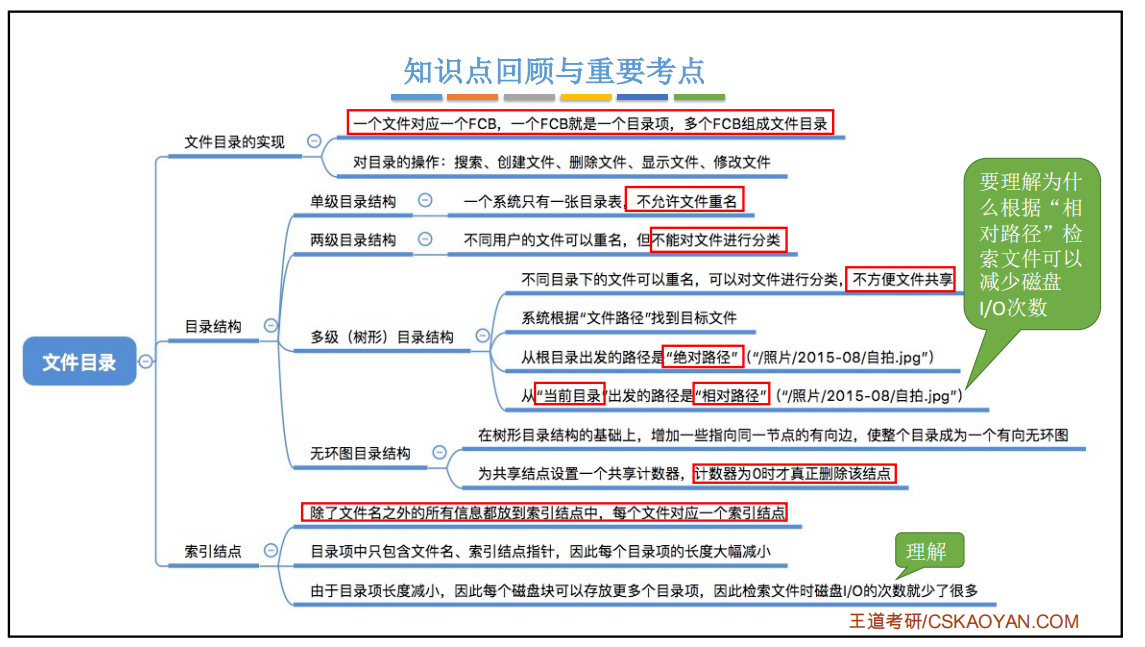 知识点回顾与重要考点
文件目录
文件目录的实现
一个文件对应一个FCB，一个FCB就是一个目录项，多个FCB组成文件目录
对目录的操作：搜索、创建文件、删除文件、显示文件、修改文件
目录结构
单级目录结构
一个系统只有一张目录表，不允许文件重名
两级目录结构
不同用户的文件可以重名，但不能对文件进行分类
多级（树形）目录结构
不同目录下的文件可以重名，可以对文件进行分类，不方便文件共享
系统根据“文件路径”找到目标文件
从根目录出发的路径是“绝对路径”（“/照片/2015-08/自拍.jpg”）
从“当前目录”出发的路径是“相对路径”（“/照片/2015-08/自拍.jpg”）
要理解为什
么根据“相
对路径”检
索文件可以
减少磁盘
I/O次数
无环图目录结构
在树形目录结构的基础上，增加一些指向同一节点的有向边，使整个目录成为一个有向无环图
为共享结点设置一个共享计数器，计数器为0时才真正删除该结点
索引结点
除了文件名之外的所有信息都放到索引结点中，每个文件对应一个索引结点
目录项中只包含文件名、索引结点指针，因此每个目录项的长度大幅减小
由于目录项长度减小，因此每个磁盘块可以存放更多个目录项，因此检索文件时磁盘I/O的次数就少了很多
理解
王道考研/CSKAOYAN.COM